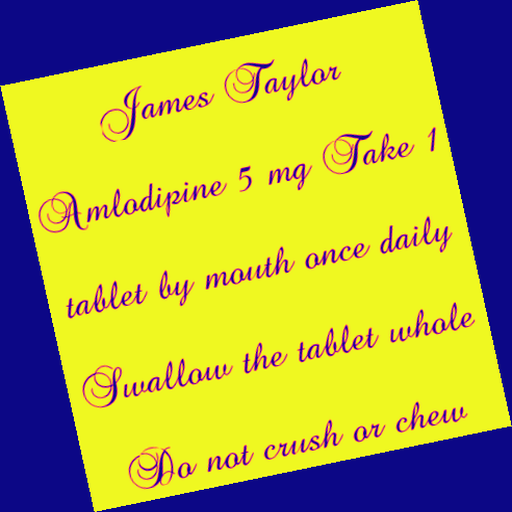 James Taylor
Amlodipine 5 mg Take 1
tablet by mouth once daily
Swallow the tablet whole
Do not crush or chew